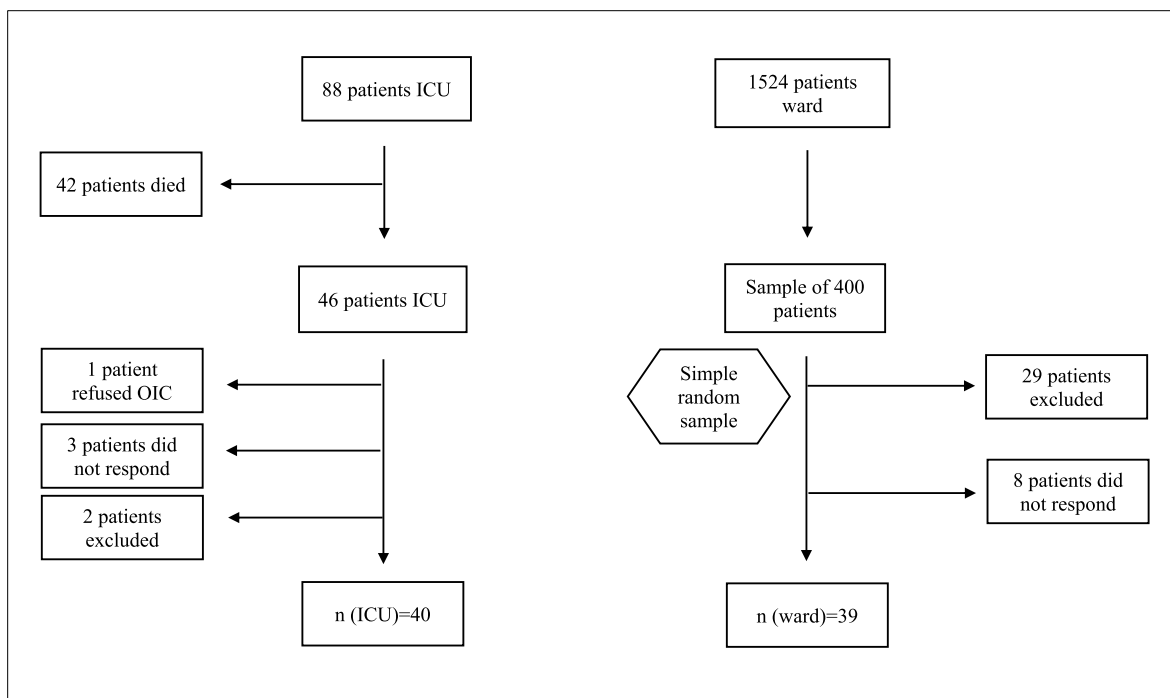 88 patients ICU
42 patients died
46 patients ICU
1 patient
refused OIC
3 patients did
not respond
2 patients
excluded
n (ICU)=40
1524 patients
ward
Sample of 400
patients
Simple
random
sample
29 patients
excluded
8 patients did
not respond
n (ward)=39